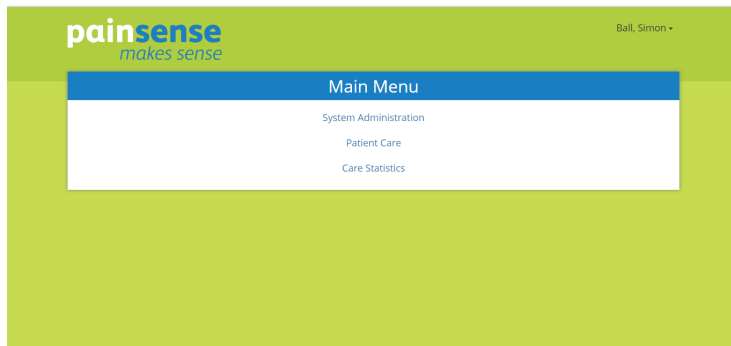 painsense
makes sense
Ball, Simon
Main Menu
System Administration
Patient Care
Care Statistics